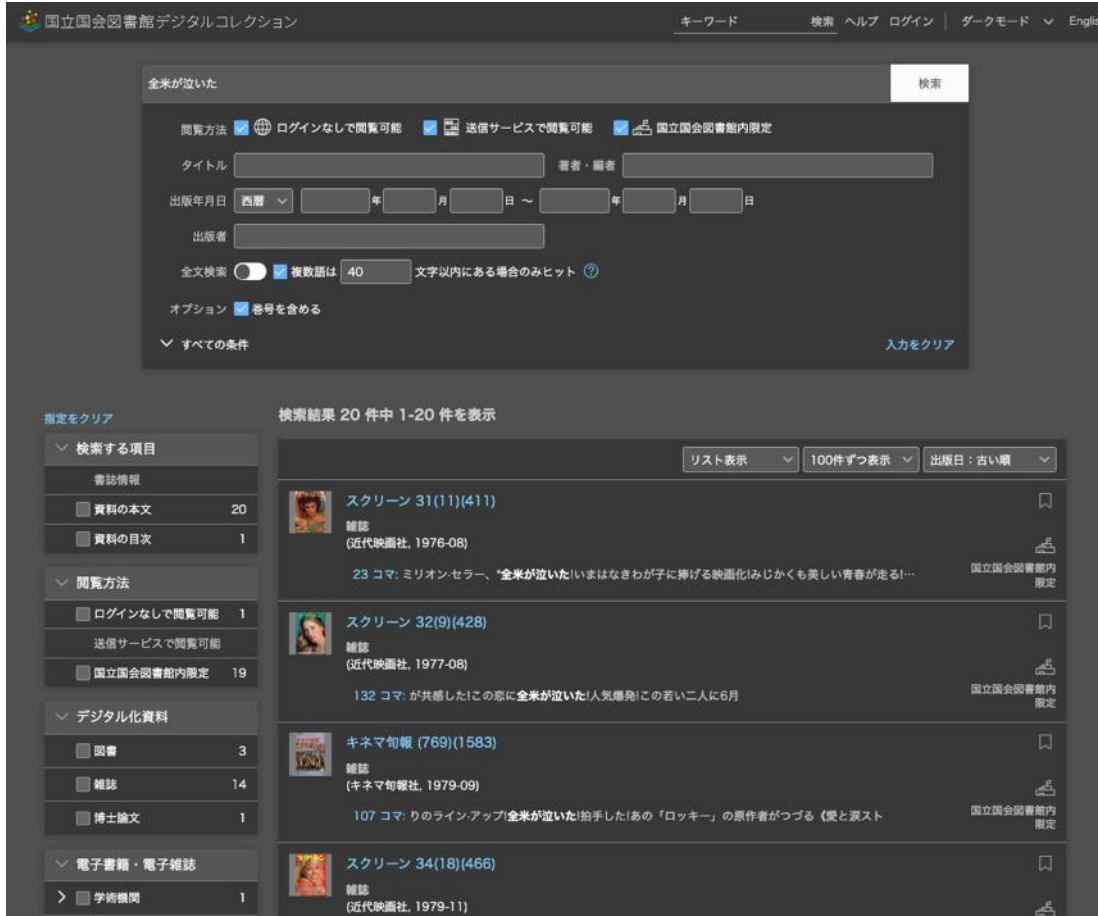 国立国会図書館デジタルコレクション キーワード 検索 ヘルプ ログイン ダークモード Englis
全米が泣いた 検索
閲覧方法 ログインなしで閲覧可能 送信サービスで閲覧可能 国立国会図書館内限定
タイトル 著者・編者
出版年月日 西暦 年 月 日 ~ 年 月 日
出版者
全文検索 複数語は 40 文字以内にある場合のみヒット ?
オプション 巻号を含める
すべての条件 入力をクリア
指定をクリア
検索する項目
書誌情報
資料の本文 20
資料の目次 1
閲覧方法
ログインなしで閲覧可能 1
送信サービスで閲覧可能
国立国会図書館内限定 19
デジタル化資料
図書 3
雑誌 14
博士論文 1
電子書籍・電子雑誌
学術機関 1
検索結果 20 件中 1-20 件を表示
リスト表示 100件ずつ表示 出版日:古い順
スクリーン 31(11)(411)
雑誌
(近代映画社, 1976-08)
23 コマ: ミリオン·セラー、*全米が泣いた!いまはなきわが子に捧げる映画化!みじかくも美しい青春が走る!…
国立国会図書館内
限定
スクリーン 32(9)(428)
雑誌
(近代映画社, 1977-08)
132 コマ: が共感した!この恋に全米が泣いた!人気爆発!この若い二人に6月
国立国会図書館内
限定
キネマ旬報 (769)(1583)
雑誌
(キネマ旬報社, 1979-09)
107 コマ: りのライン·アップ!全米が泣いた!拍手した!あの「ロッキー」の原作者がつづる《愛と涙スト
国立国会図書館内
限定
スクリーン 34(18)(466)
雑誌
(近代映画社, 1979-11)